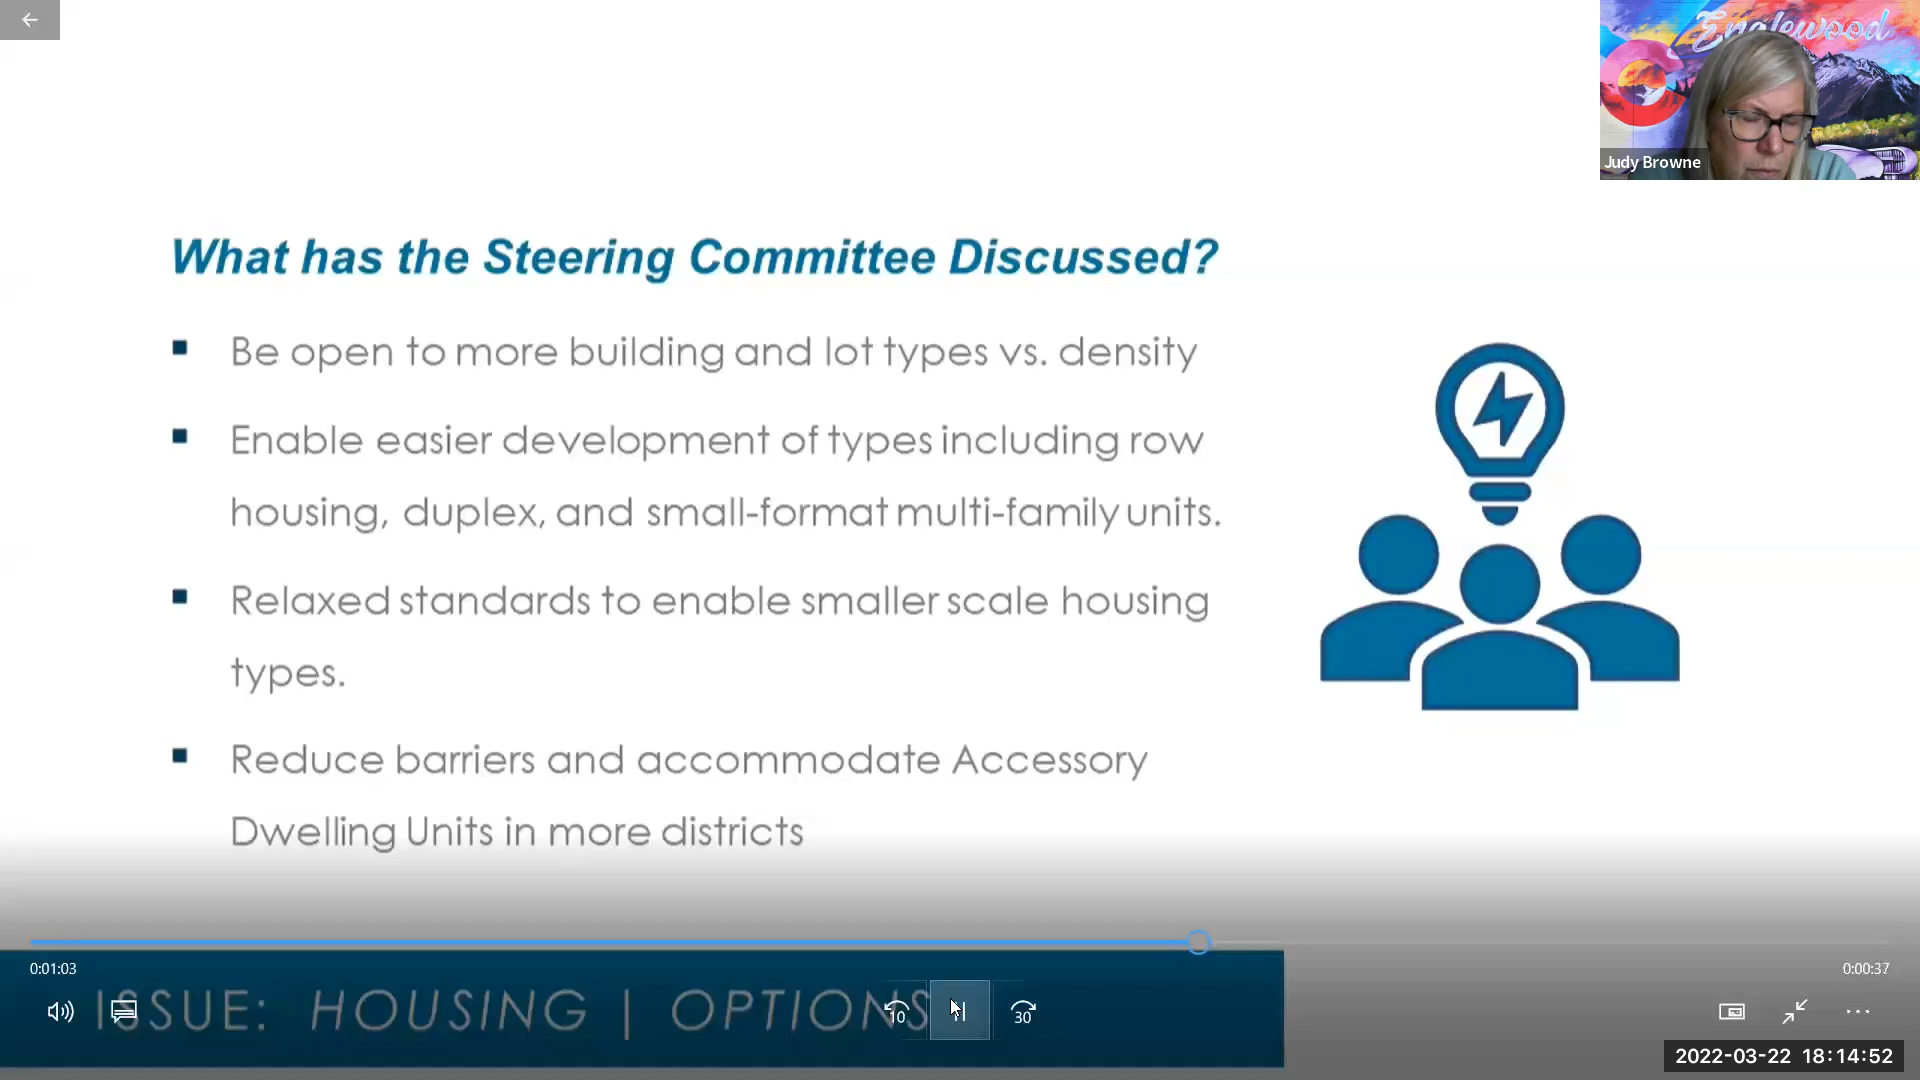 Englewood
Judy Browne
What has the Steering Committee Discussed?
Be open to more building and lot types vs. density
Enable easier development of types including row
housing, duplex, and small-format multi-family units.
Relaxed standards to enable smaller scale housing
types.
Reduce barriers and accommodate Accessory
Dwelling Units in more districts
0:01:03
0:00:37
ISSUE: HOUSING | OPTIONS
10
30
2022-03-22 18:14:52